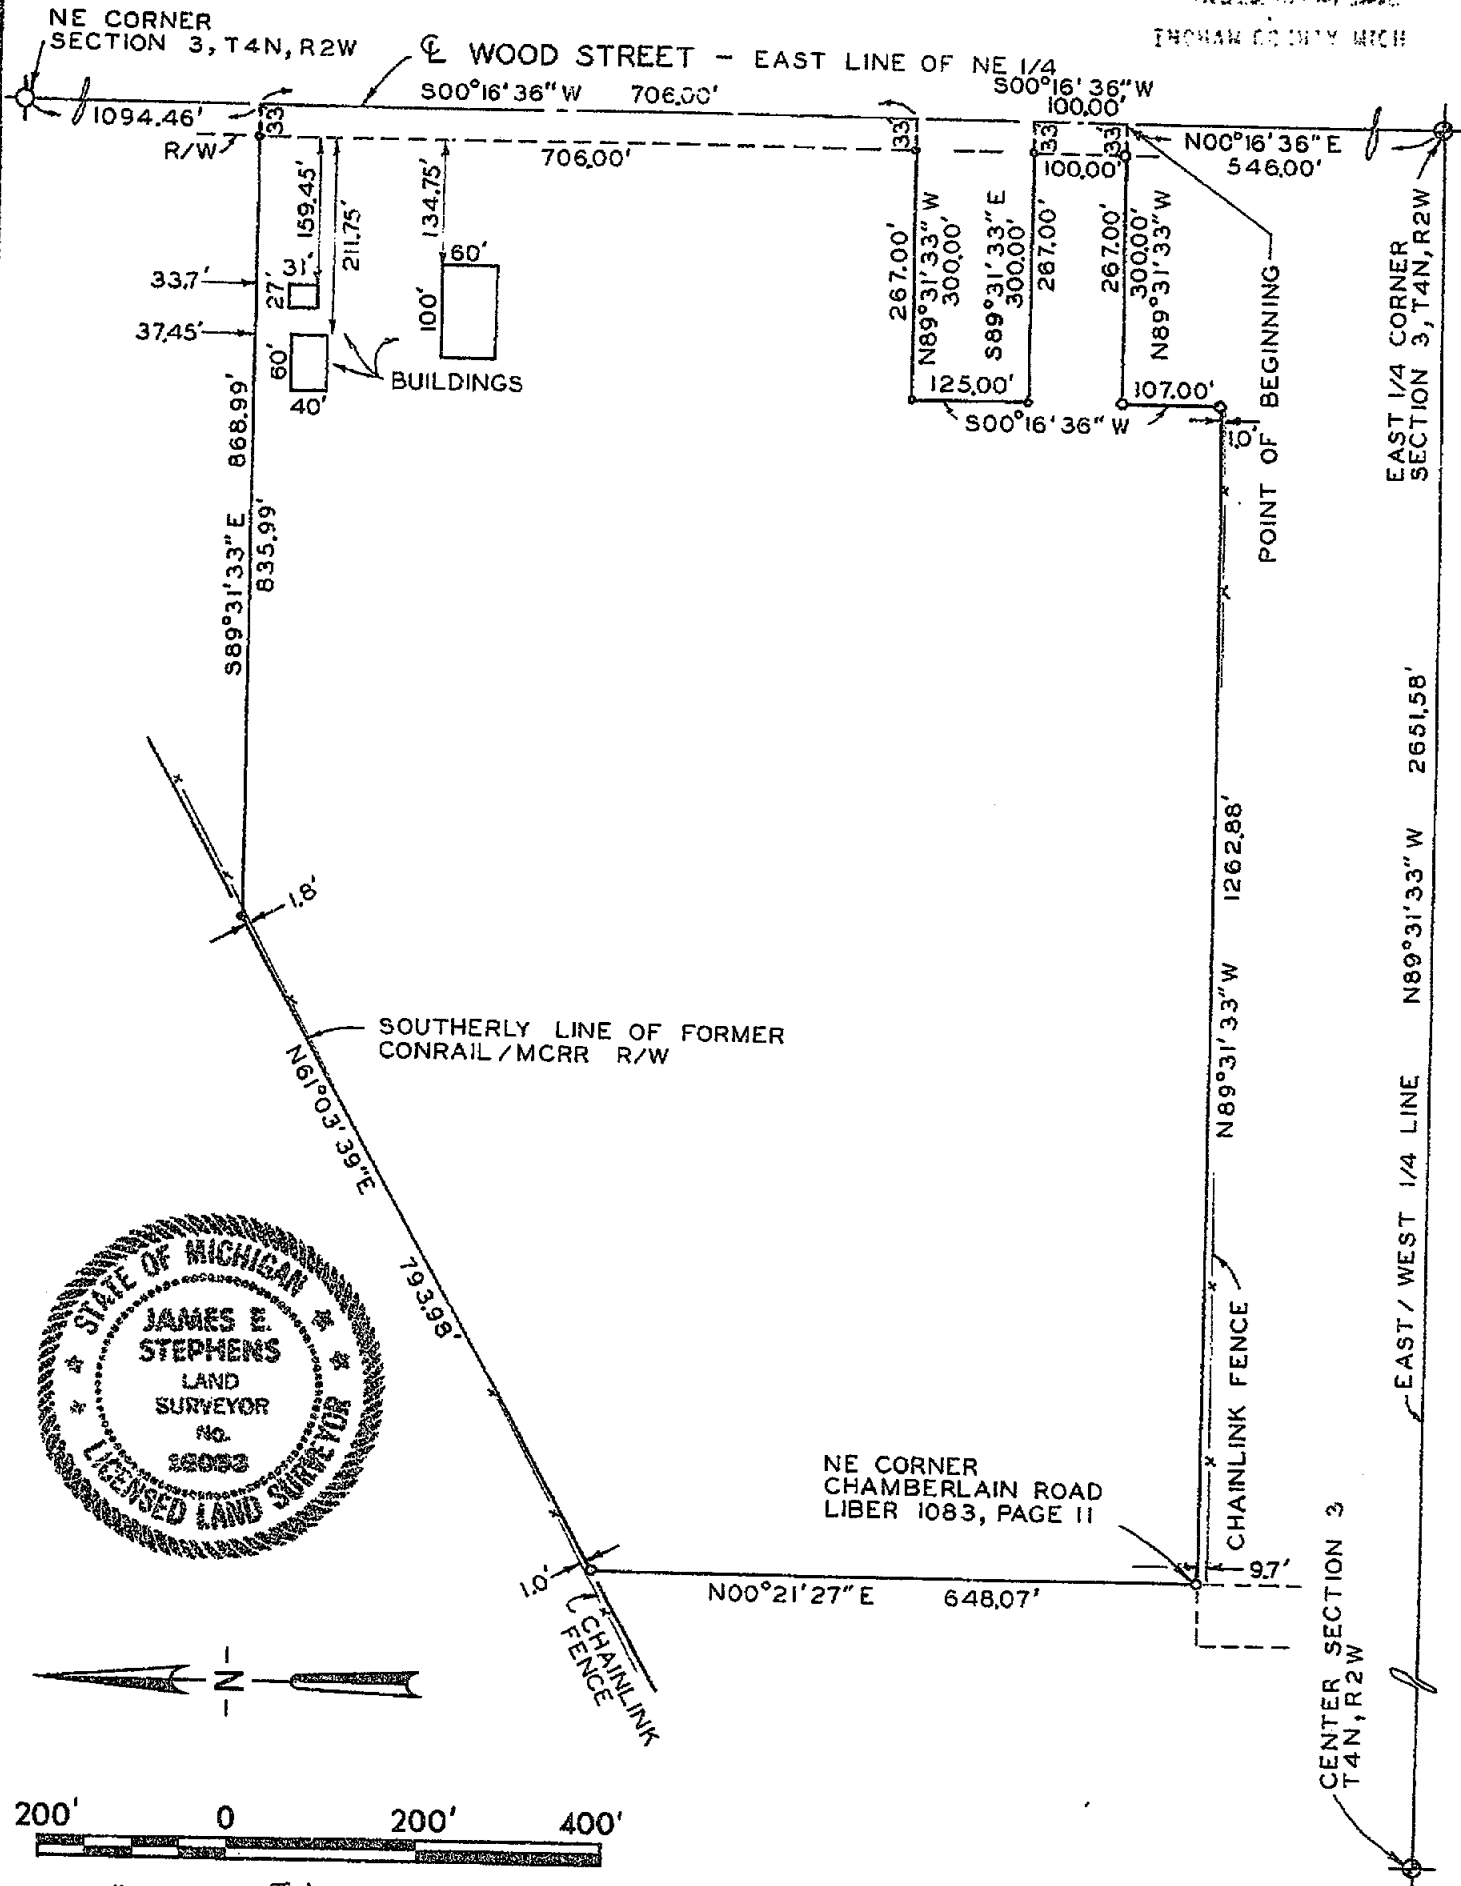 NE CORNER
SECTION 3, T4N, R2W
℄ WOOD STREET - EAST LINE OF NE 1/4
INGHAM COUNTY MICH
S00°16'36"W 706.00'
S00°16'36"W
100.00'
1094.46'
33'
33'
33'
33'
R/W
706.00'
100.00'
N00°16'36"E
546.00'
159.45'
211.75'
134.75'
33.7'
31'
27'
60'
100'
37.45'
60'
40'
BUILDINGS
267.00'
N89°31'33"W
300.00'
S89°31'33"E
300.00'
267.00'
267.00'
300.00'
N89°31'33"W
125.00'
107.00'
S00°16'36"W
1.0'
POINT OF BEGINNING
EAST 1/4 CORNER
SECTION 3, T4N, R2W
868.99'
S89°31'33"E
835.99'
1.8'
SOUTHERLY LINE OF FORMER
CONRAIL/MCRR R/W
N61°03'39"E
793.98'
N89°31'33"W 1262.88'
EAST/WEST 1/4 LINE N89°31'33"W 2651.58'
STATE OF MICHIGAN
JAMES E.
STEPHENS
LAND
SURVEYOR
No.
LICENSED LAND SURVEYOR
NE CORNER
CHAMBERLAIN ROAD
LIBER 1083, PAGE 11
CHAINLINK FENCE
9.7'
1.0'
N00°21'27"E 648.07'
CHAINLINK
FENCE
CENTER SECTION 3
T4N, R2W
-N-
200' 0 200' 400'